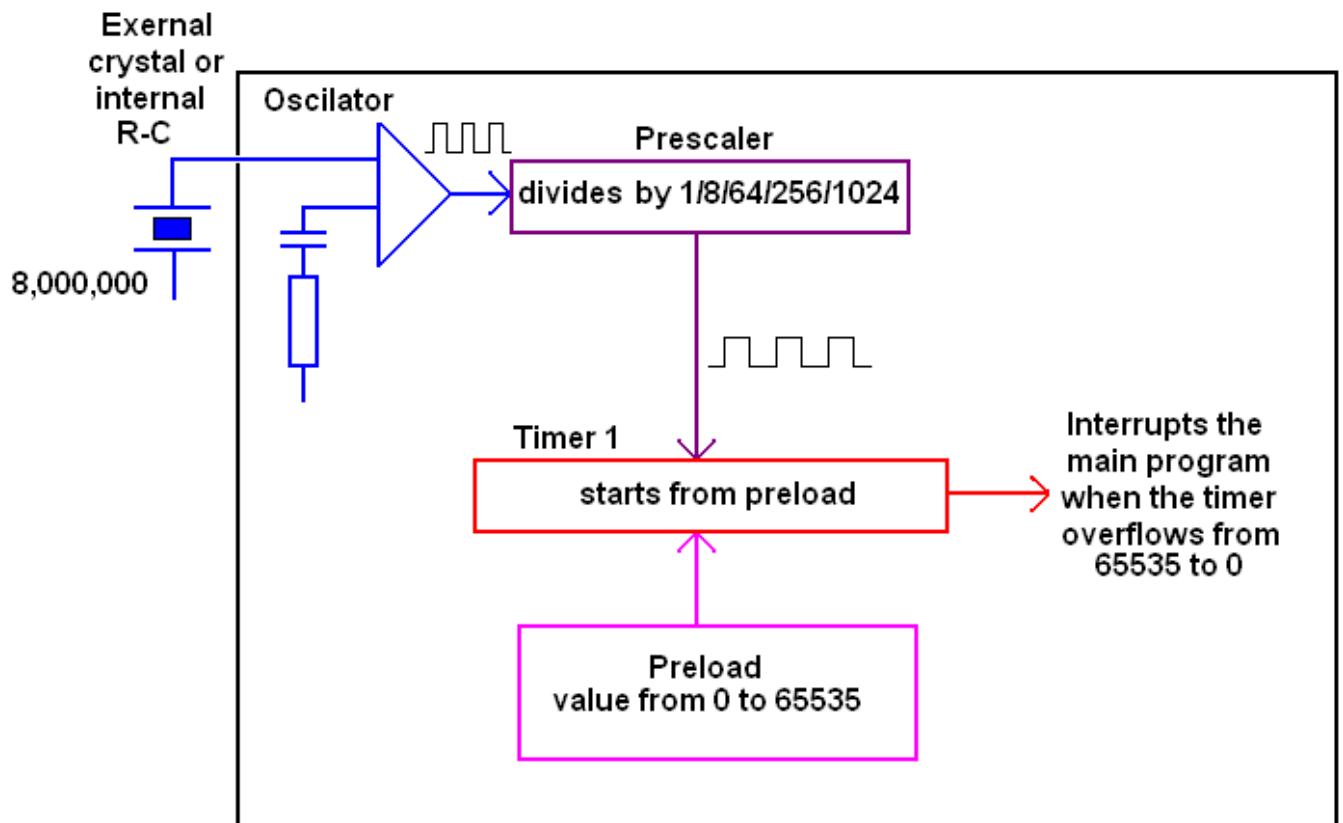 Exernal
crystal or
internal
R-C
Oscilator
Prescaler
divides by 1/8/64/256/1024
8,000,000
Timer 1
starts from preload
Interrupts the
main program
when the timer
overflows from
65535 to 0
Preload
value from 0 to 65535